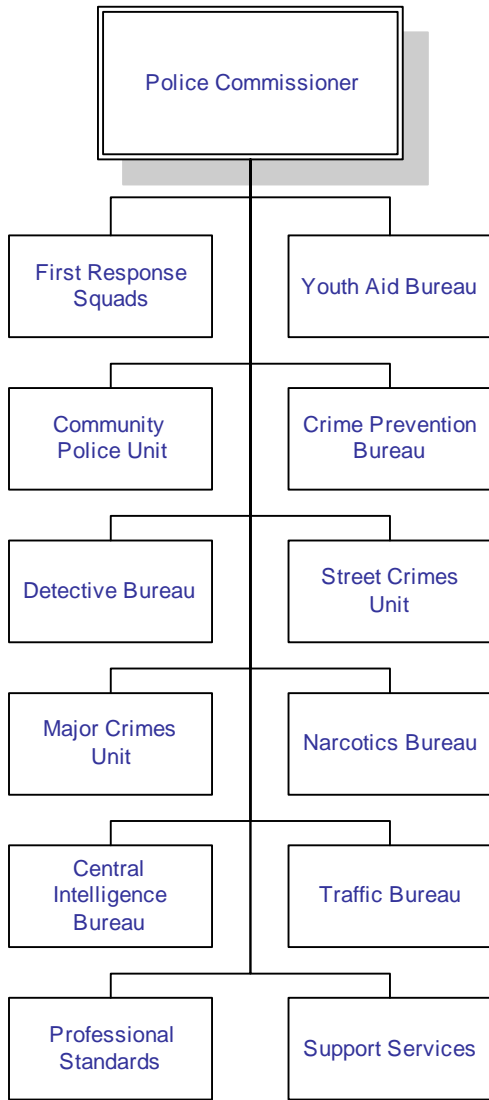 Police Commissioner
First Response
Squads
Youth Aid Bureau
Community
Police Unit
Crime Prevention
Bureau
Detective Bureau
Street Crimes
Unit
Major Crimes
Unit
Narcotics Bureau
Central
Intelligence
Bureau
Traffic Bureau
Professional
Standards
Support Services